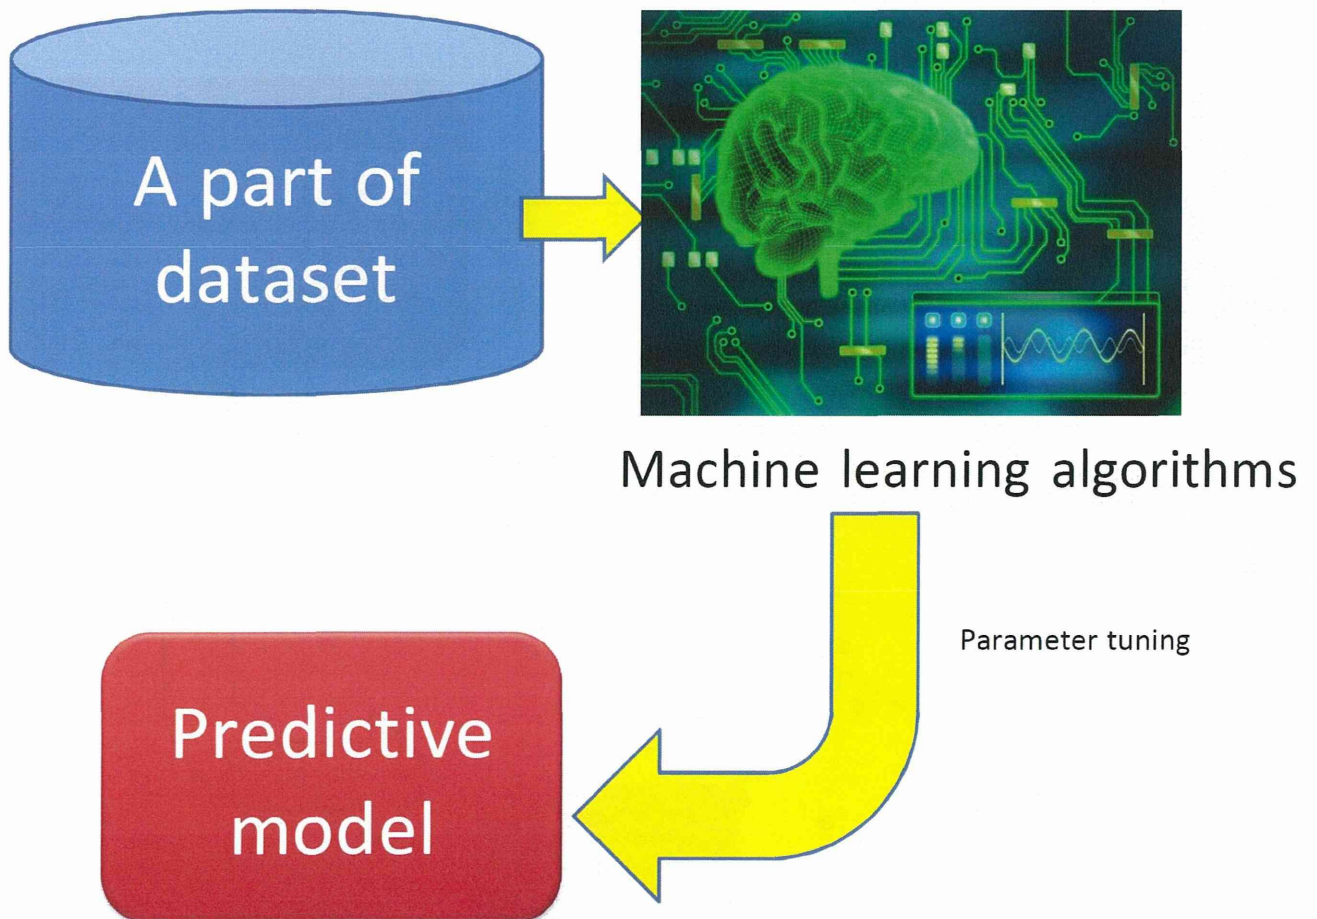 A part of
dataset
Machine learning algorithms
Parameter tuning
Predictive
model